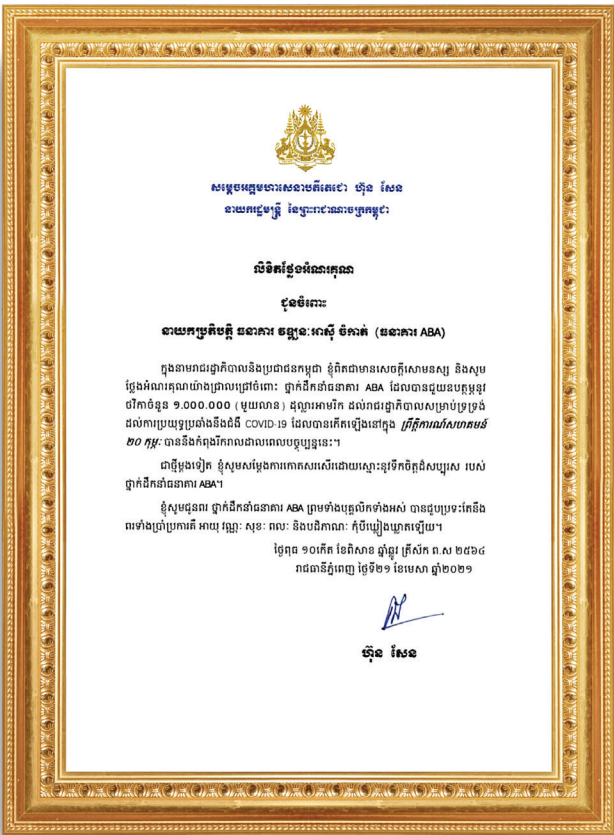 សម្តេចអគ្គមហាសេនាបតីតេជោ ហ៊ុន សែន
នាយករដ្ឋមន្ត្រី នៃព្រះរាជាណាចក្រកម្ពុជា
លិខិតថ្លែងអំណរគុណ
ជូនចំពោះ
នាយកប្រតិបត្តិ ធនាគារ វឌ្ឍនៈអាស៊ី ចំកាត់ (ធនាគារ ABA)
ក្នុងនាមរាជរដ្ឋាភិបាលនិងប្រជាជនកម្ពុជា ខ្ញុំពិតជាមានសេចក្តីសោមនស្ស និងសូម
ថ្លែងអំណរគុណយ៉ាងជ្រាលជ្រៅចំពោះ ថ្នាក់ដឹកនាំធនាគារ ABA ដែលបានជួយឧបត្ថម្ភនូវ
ថវិកាចំនួន ១.០០០.០០០ (មួយលាន) ដុល្លារអាមេរិក ដល់រាជរដ្ឋាភិបាលសម្រាប់ទ្រទ្រង់
ដល់ការប្រយុទ្ធប្រឆាំងនឹងជំងឺ COVID-19 ដែលបានកើតឡើងនៅក្នុង ព្រឹត្តិការណ៍សហគមន៍
២០ កុម្ភៈ បាននឹងកំពុងរីករាលដាលពេលបច្ចុប្បន្ននេះ។
ជាថ្មីម្តងទៀត ខ្ញុំសូមសម្តែងការកោតសរសើរដោយស្មោះនូវទឹកចិត្តដ៏សប្បុរស របស់
ថ្នាក់ដឹកនាំធនាគារ ABA។
ខ្ញុំសូមជូនពរ ថ្នាក់ដឹកនាំធនាគារ ABA ព្រមទាំងបុគ្គលិកទាំងអស់ បានជួបប្រទះតែនឹង
ពរទាំងប្រាំប្រការគឺ អាយុ វណ្ណៈ សុខៈ ពលៈ និងបដិភាណៈ កុំបីឃ្លៀងឃ្លាតឡើយ។
ថ្ងៃពុធ ១០កើត ខែពិសាខ ឆ្នាំឆ្លូវ ត្រីស័ក ព.ស ២៥៦៤
រាជធានីភ្នំពេញ ថ្ងៃទី២១ ខែមេសា ឆ្នាំ២០២១
ហ៊ុន សែន